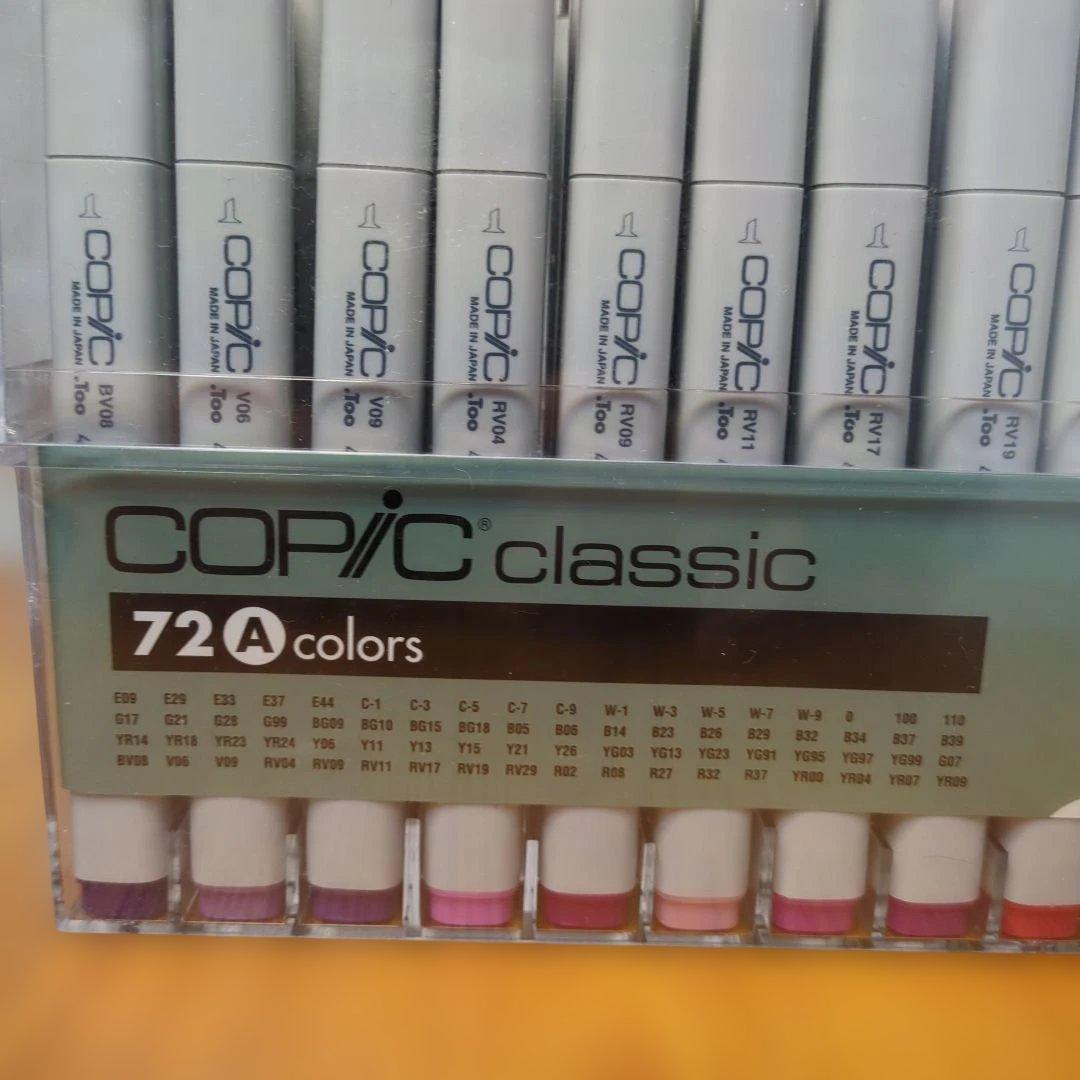 COPiC MADE IN JAPAN .Too BV08
COPiC MADE IN JAPAN .Too V06
COPiC MADE IN JAPAN .Too V09
COPiC MADE IN JAPAN .Too RV04
COPiC MADE IN JAPAN .Too RV09
COPiC MADE IN JAPAN .Too RV11
COPiC MADE IN JAPAN .Too RV17
COPiC MADE IN JAPAN .Too RV19
COPiC® classic
72 A colors
E09 E29 E33 E37 E44 C-1 C-3 C-5 C-7 C-9 W-1 W-3 W-5 W-7 W-9 0 100 110
G17 G21 G28 G99 BG09 BG10 BG15 BG18 B05 B06 B14 B23 B26 B29 B32 B34 B37 B39
YR14 YR18 YR23 YR24 Y06 Y11 Y13 Y15 Y21 Y26 YG03 YG13 YG23 YG91 YG95 YG97 YG99 G07
BV08 V06 V09 RV04 RV09 RV11 RV17 RV19 RV29 R02 R08 R27 R32 R37 YR00 YR04 YR07 YR09